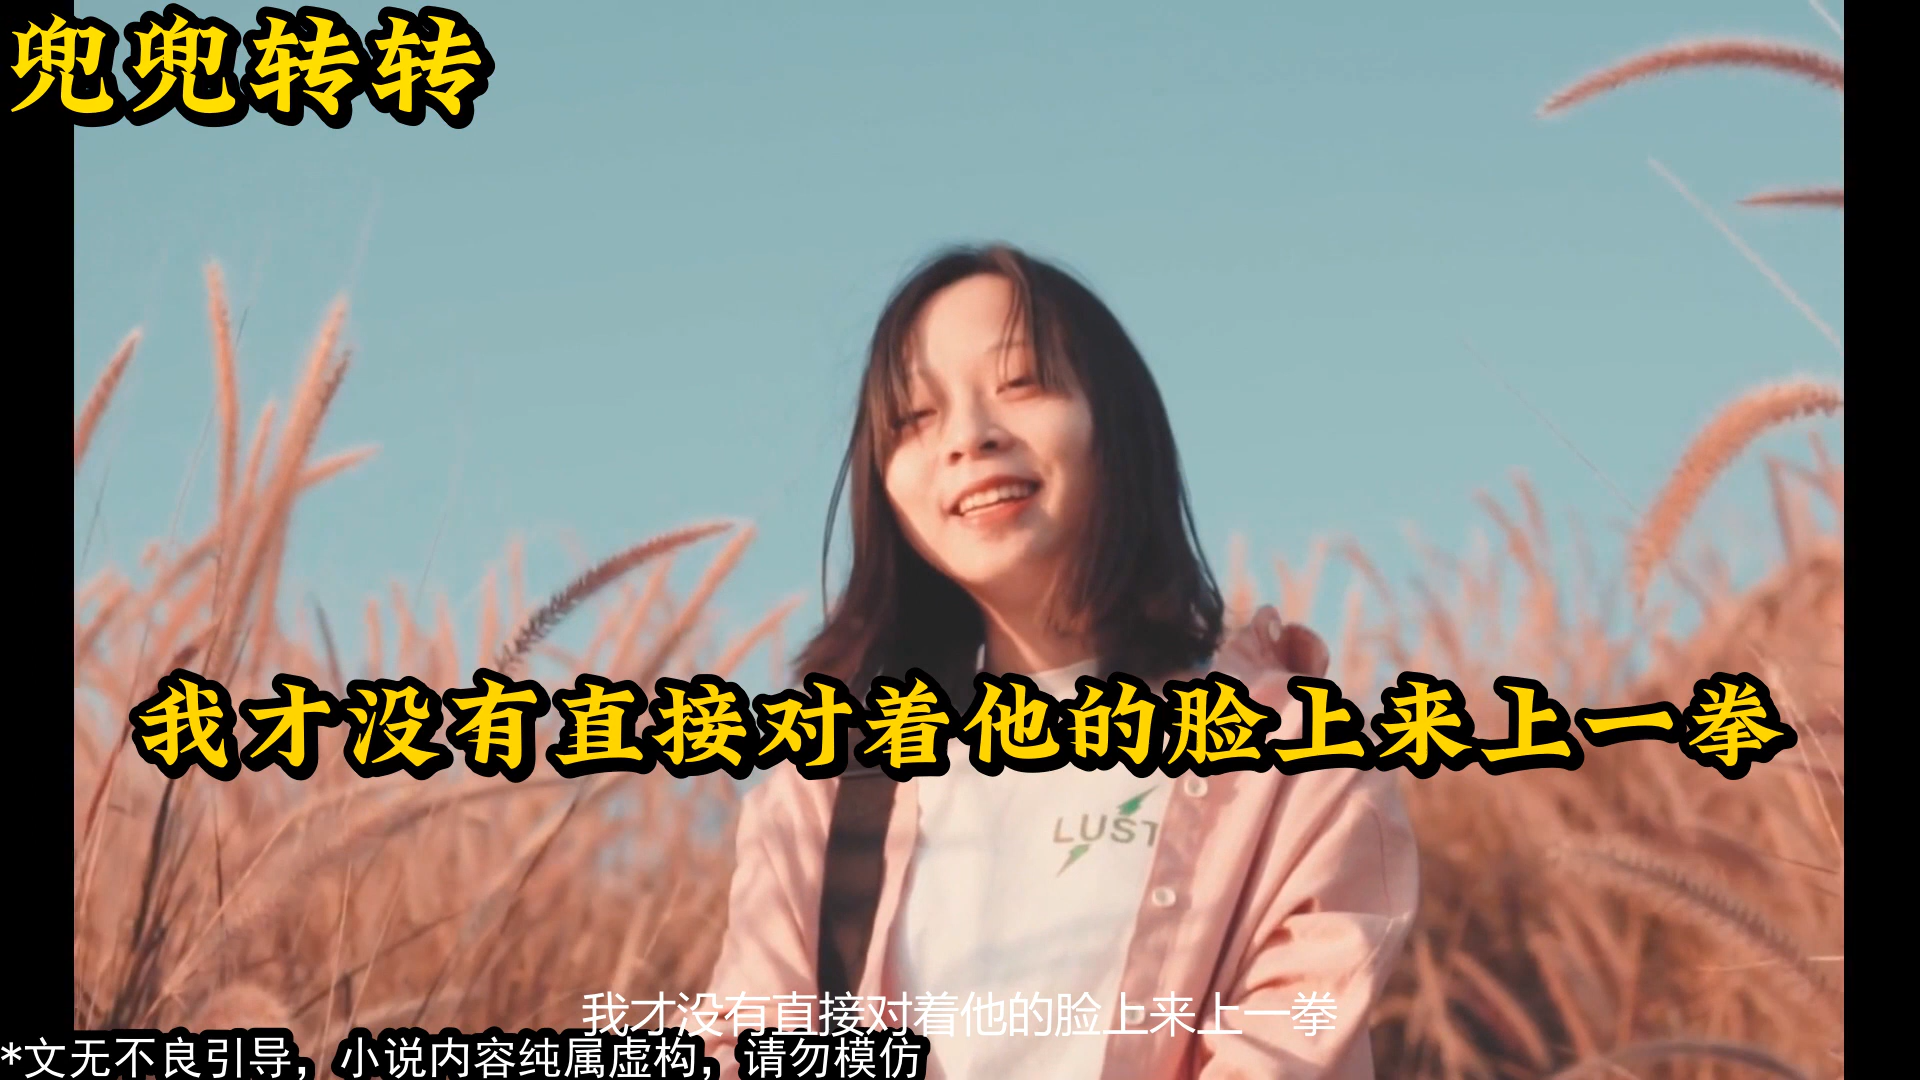 兜兜转转
我才没有直接对着他的脸上来上一拳
LUST
我才没有直接对着他的脸上来上一拳
*文无不良引导，小说内容纯属虚构，请勿模仿